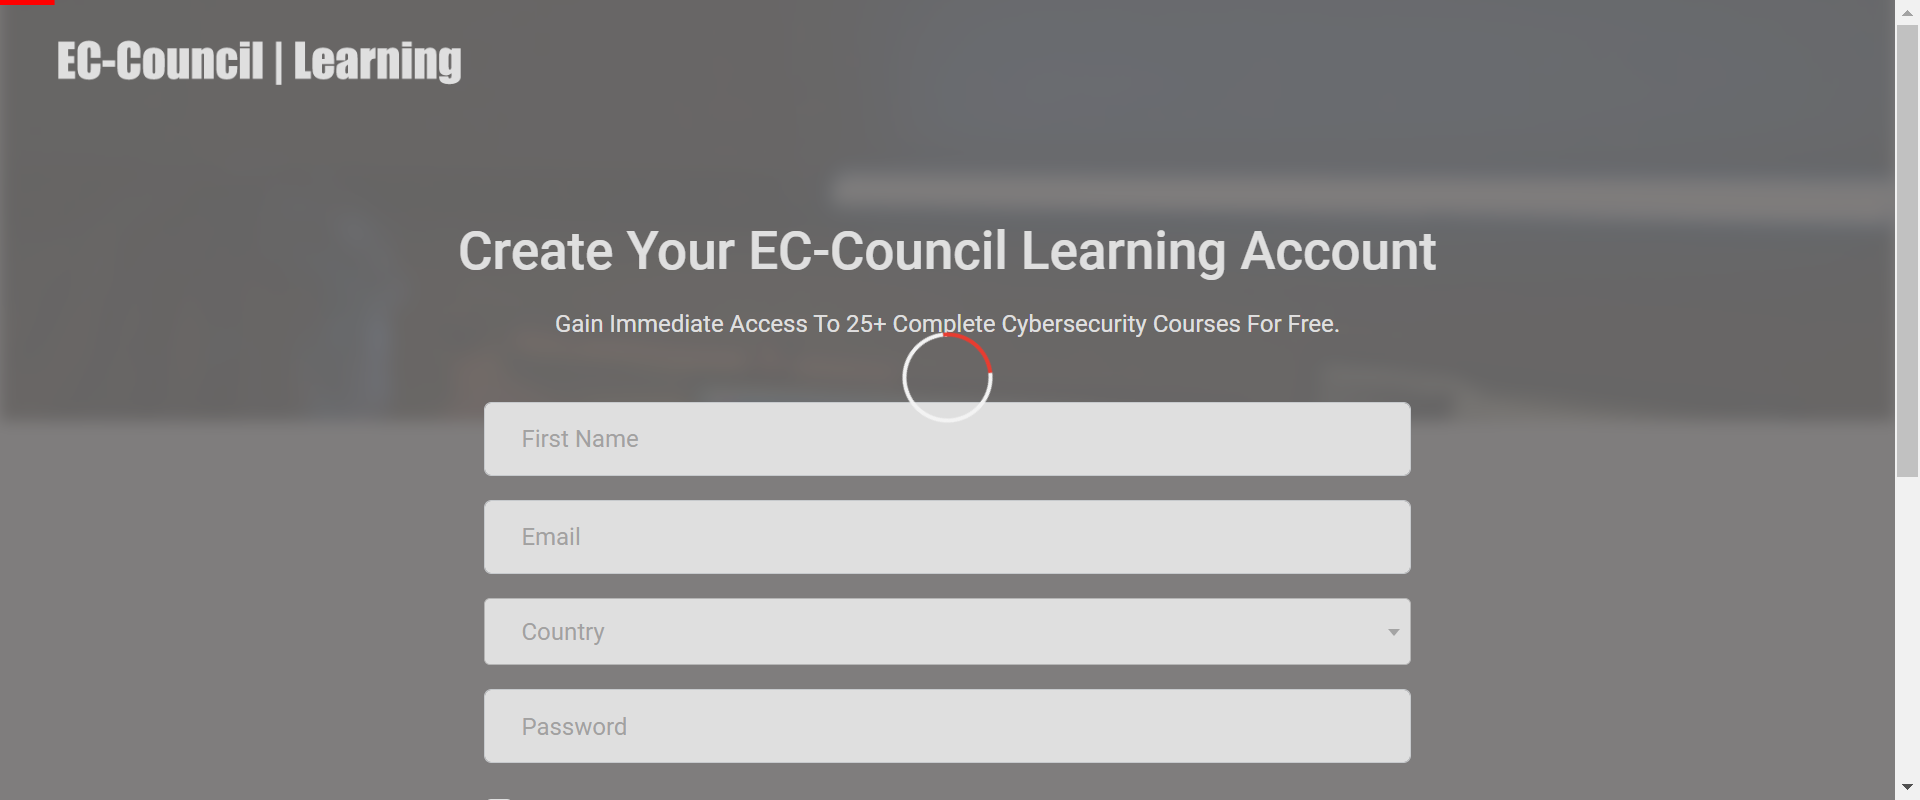 EC-Council | Learning
Create Your EC-Council Learning Account
Gain Immediate Access To 25+ Complete Cybersecurity Courses For Free.
First Name
Email
Country
Password